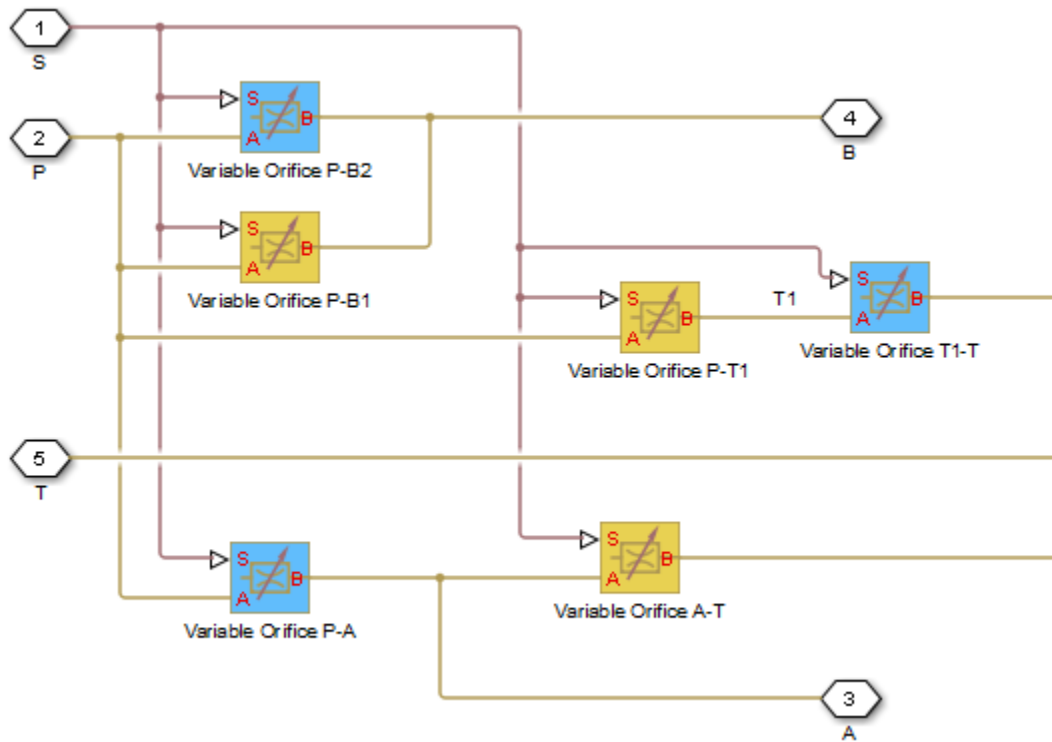 1
S
S
A
B
Variable Orifice P-B2
2
P
4
B
S
A
B
Variable Orifice P-B1
S
A
B
Variable Orifice P-T1
T1
S
A
B
Variable Orifice T1-T
5
T
S
A
B
Variable Orifice P-A
S
A
B
Variable Orifice A-T
3
A